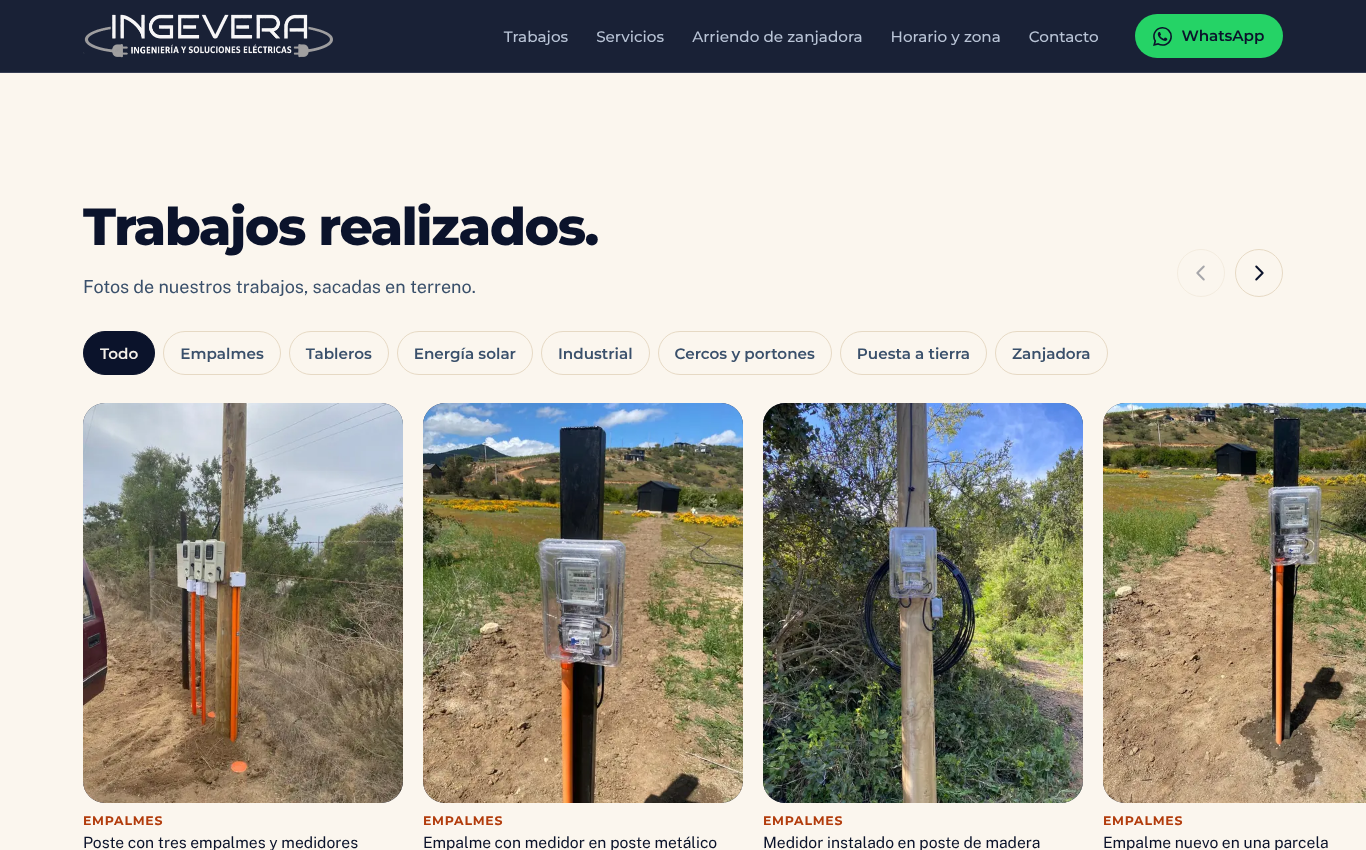 INGEVERA
INGENIERÍA Y SOLUCIONES ELÉCTRICAS
Trabajos
Servicios
Arriendo de zanjadora
Horario y zona
Contacto
WhatsApp
Trabajos realizados.
Fotos de nuestros trabajos, sacadas en terreno.
Todo
Empalmes
Tableros
Energía solar
Industrial
Cercos y portones
Puesta a tierra
Zanjadora
EMPALMES
Poste con tres empalmes y medidores
EMPALMES
Empalme con medidor en poste metálico
EMPALMES
Medidor instalado en poste de madera
EMPALMES
Empalme nuevo en una parcela